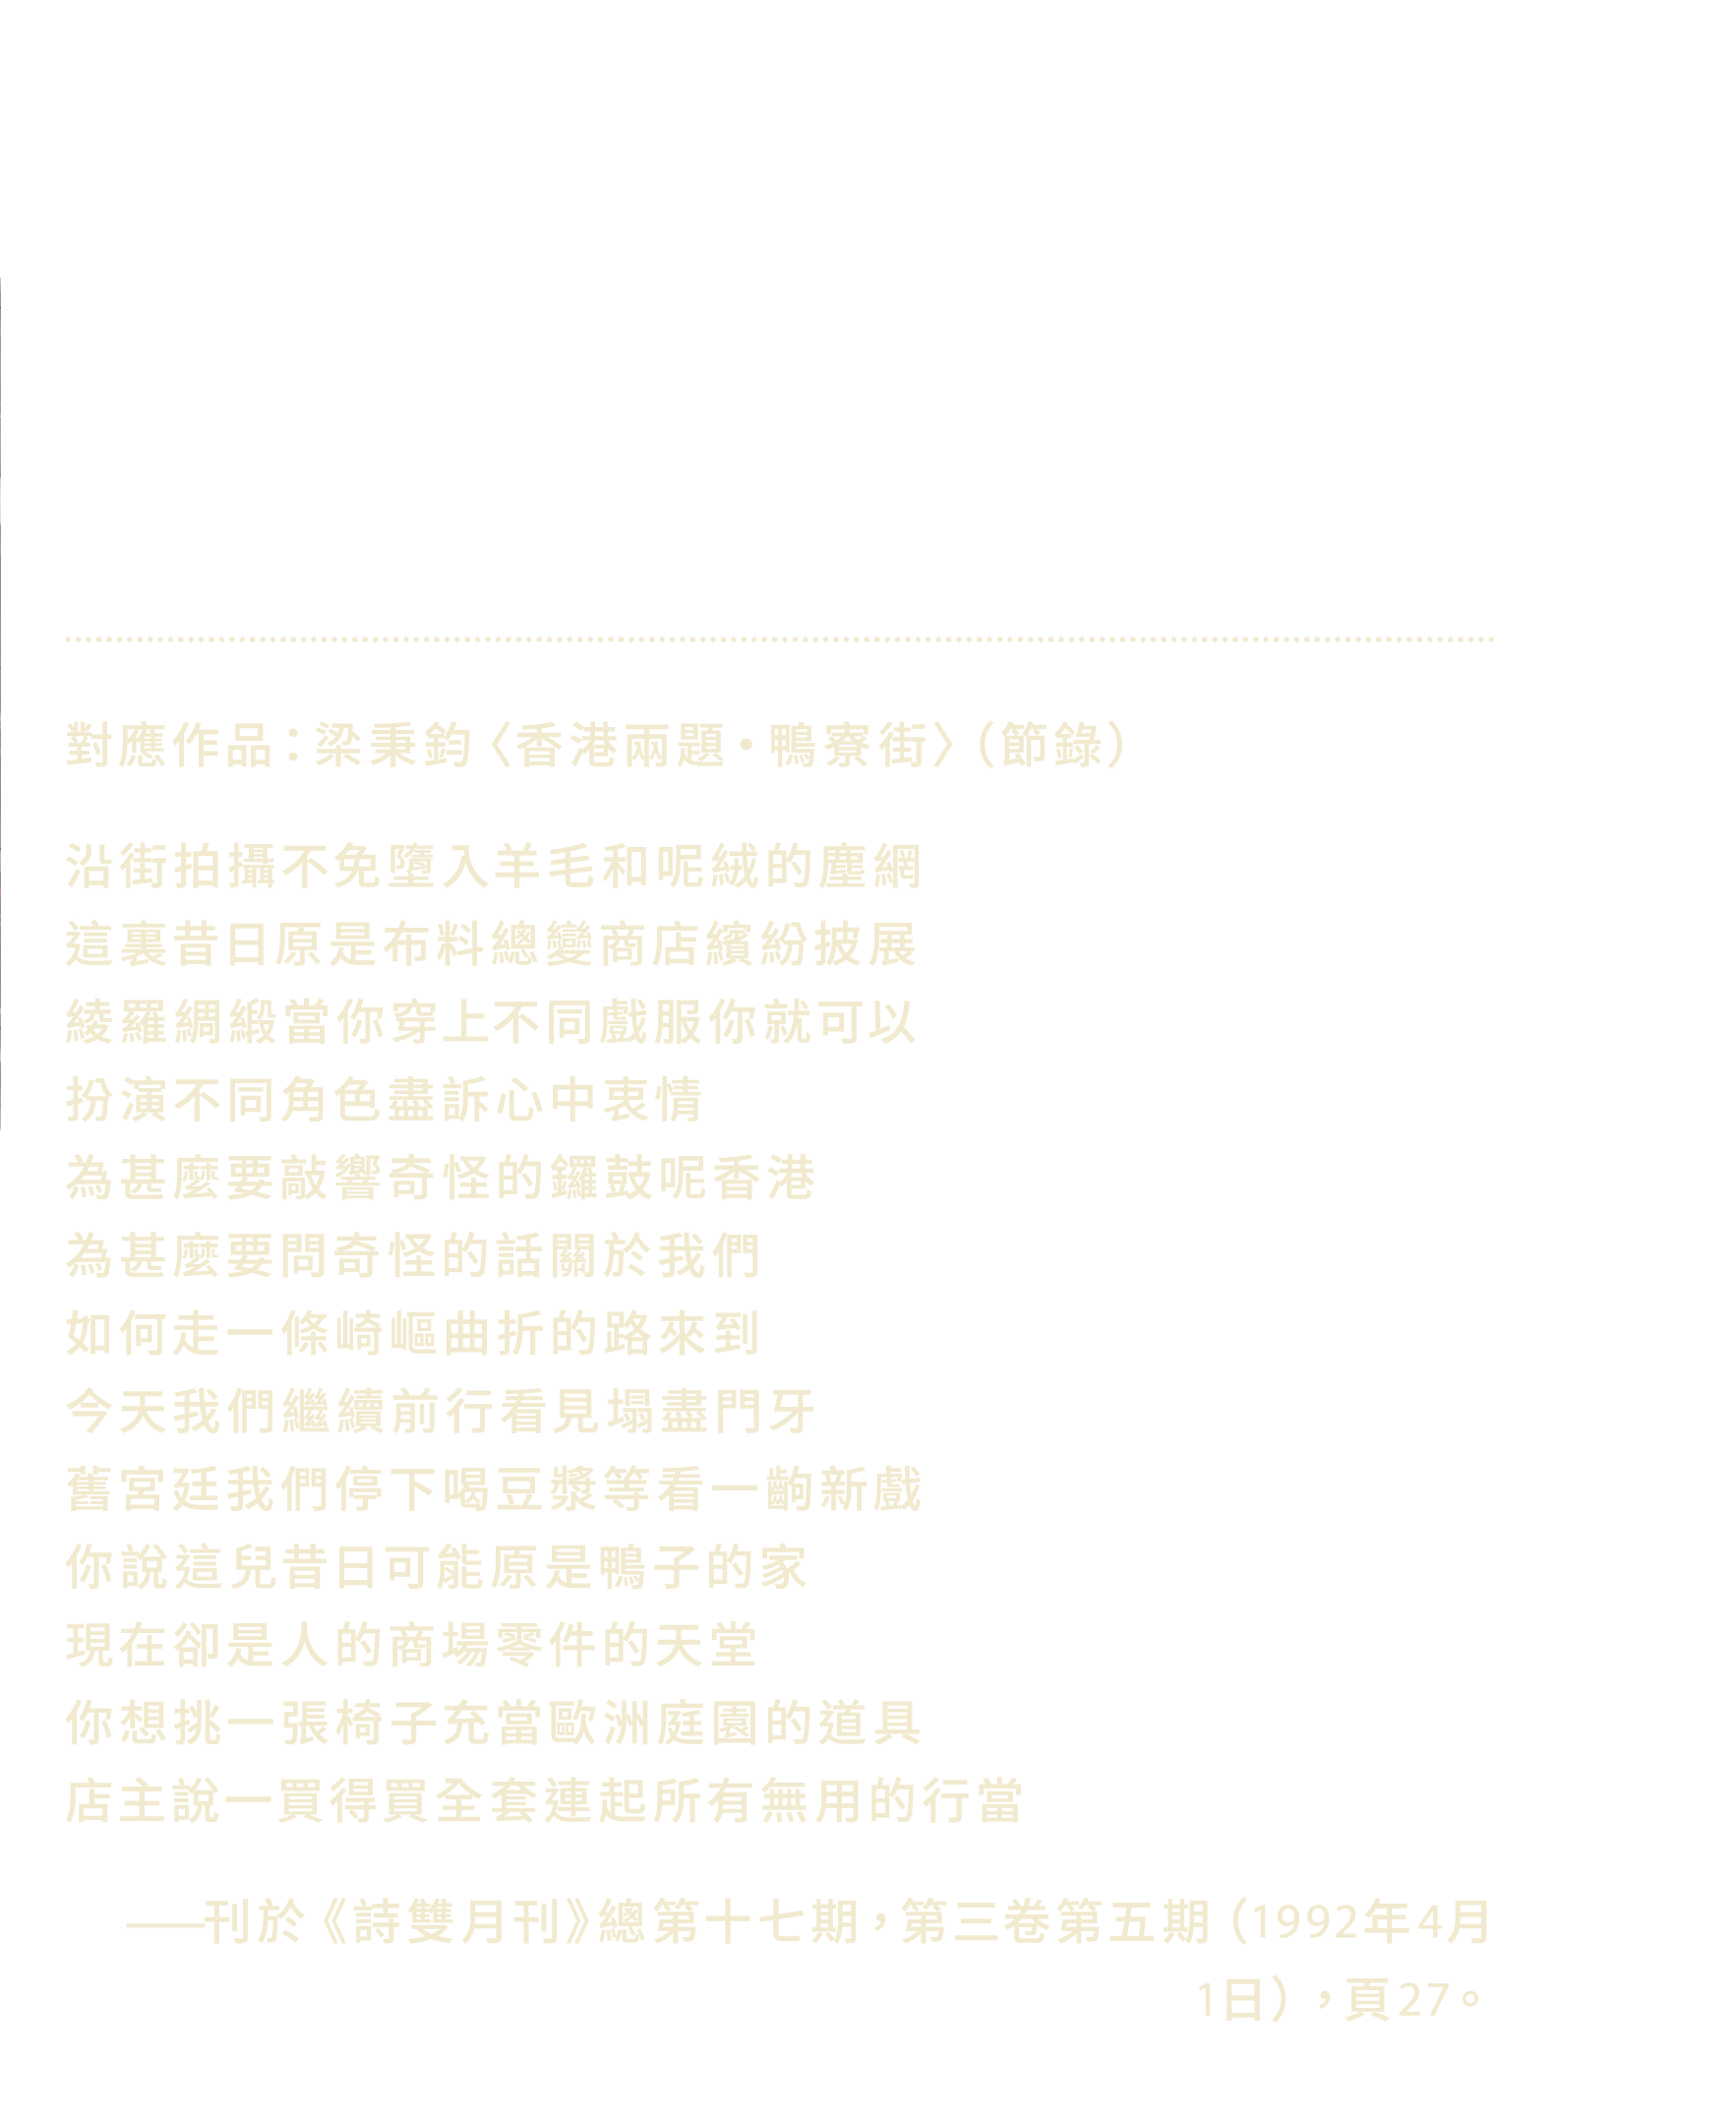 對應作品：梁秉鈞〈香港兩題‧鴨寮街〉（節錄）
沿街拍攝不免墮入羊毛和呢絨的塵網
這裏昔日原是布料總變商店繽紛披展
綾羅綢緞當你穿上不同戲服你就可以
扮演不同角色盡訴心中衷情
為甚麼要敲響奇怪的鑼鼓呢香港
為甚麼要問奇怪的話關於我們
如何走一條崎嶇曲折的路來到
今天我們繼續前行看見塌盡門牙
舊宮廷我們停下喝豆漿等看一齣新戲
你說這兒昔日可能原是鴨子的家
現在卻是人的商場零件的天堂
你想挑一張椅子充當歐洲庭園的道具
店主說一買得買全套連起所有無用的行當
——刊於《詩雙月刊》總第十七期，第三卷第五期（1992年4月
1日），頁27。